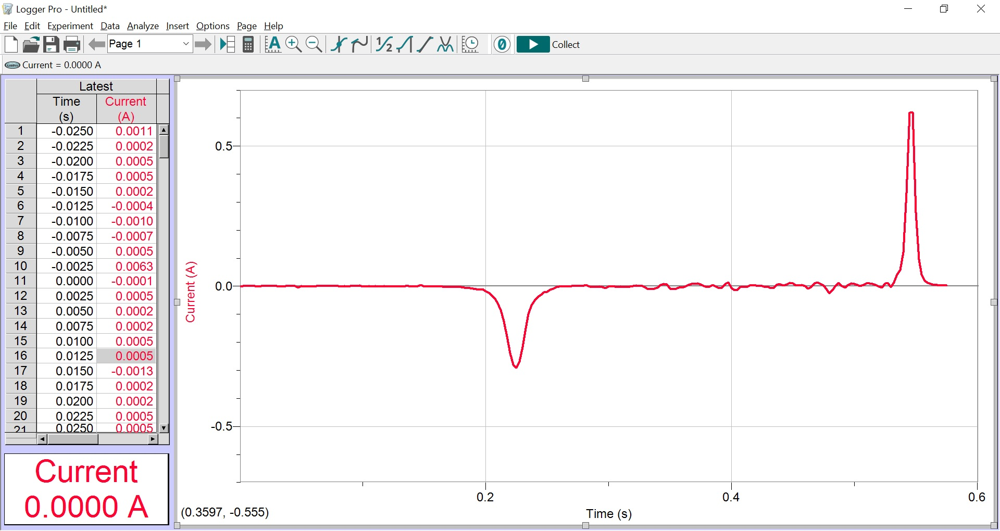 Logger Pro - Untitled*
File Edit Experiment Data Analyze Insert Options Page Help
Page 1
Collect
LabPro Current = 0.0000 A
Latest
Time Current
(s) (A)
1 -0.0250 0.0011
2 -0.0225 0.0002
3 -0.0200 0.0005
4 -0.0175 0.0005
5 -0.0150 0.0002
6 -0.0125 -0.0004
7 -0.0100 -0.0010
8 -0.0075 -0.0007
9 -0.0050 0.0005
10 -0.0025 0.0063
11 0.0000 -0.0001
12 0.0025 0.0005
13 0.0050 0.0002
14 0.0075 0.0002
15 0.0100 0.0005
16 0.0125 0.0005
17 0.0150 -0.0013
18 0.0175 0.0002
19 0.0200 0.0002
20 0.0225 0.0005
21 0.0250 0.0005
Current
0.0000 A
Current (A)
0.5
0.0
-0.5
0.2 0.4 0.6
Time (s)
(0.3597, -0.555)